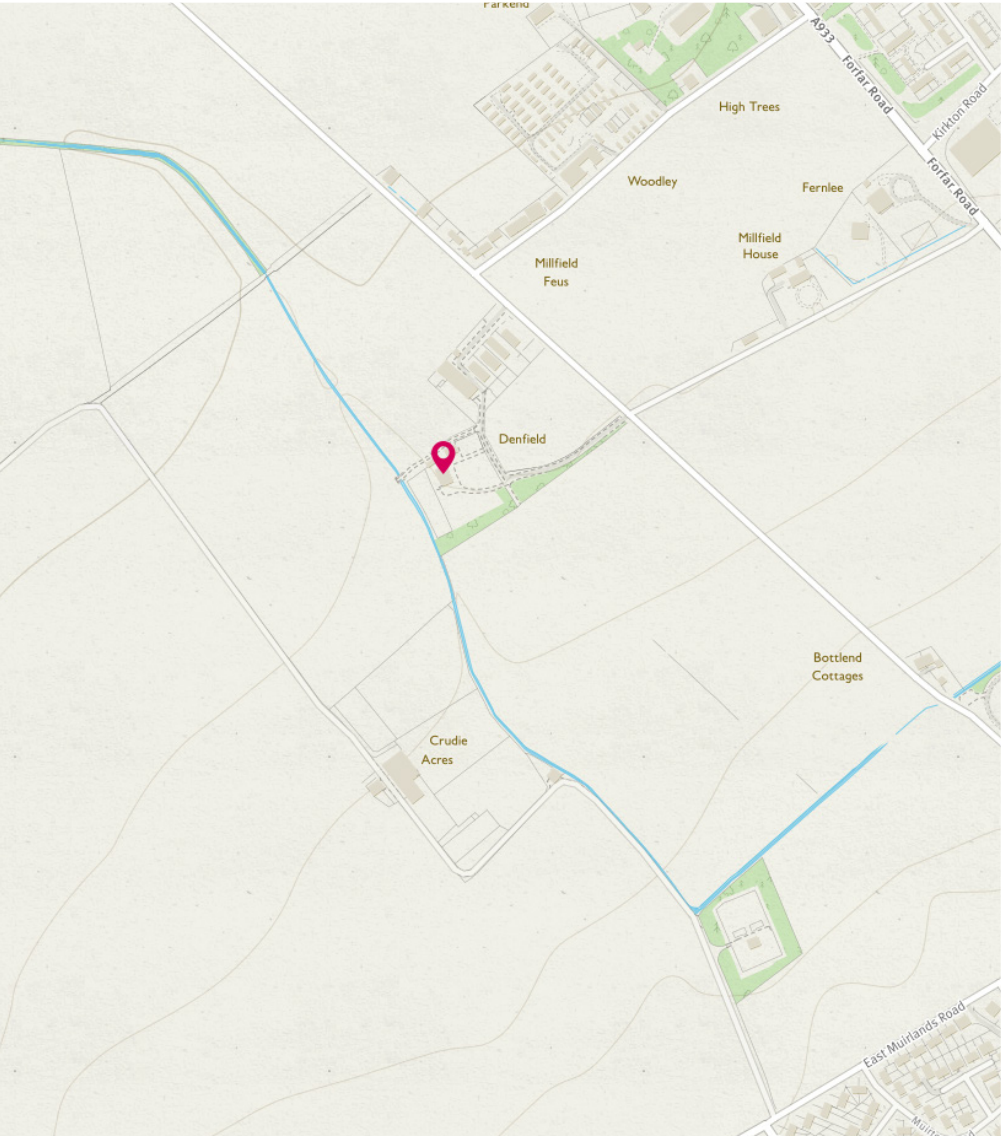 Parkend
A933
Forfar Road
Kirkton Road
High Trees
Forfar Road
Woodley
Fernlee
Millfield
House
Millfield
Feus
Denfield
Bottlend
Cottages
Crudie
Acres
East Muirlands Road